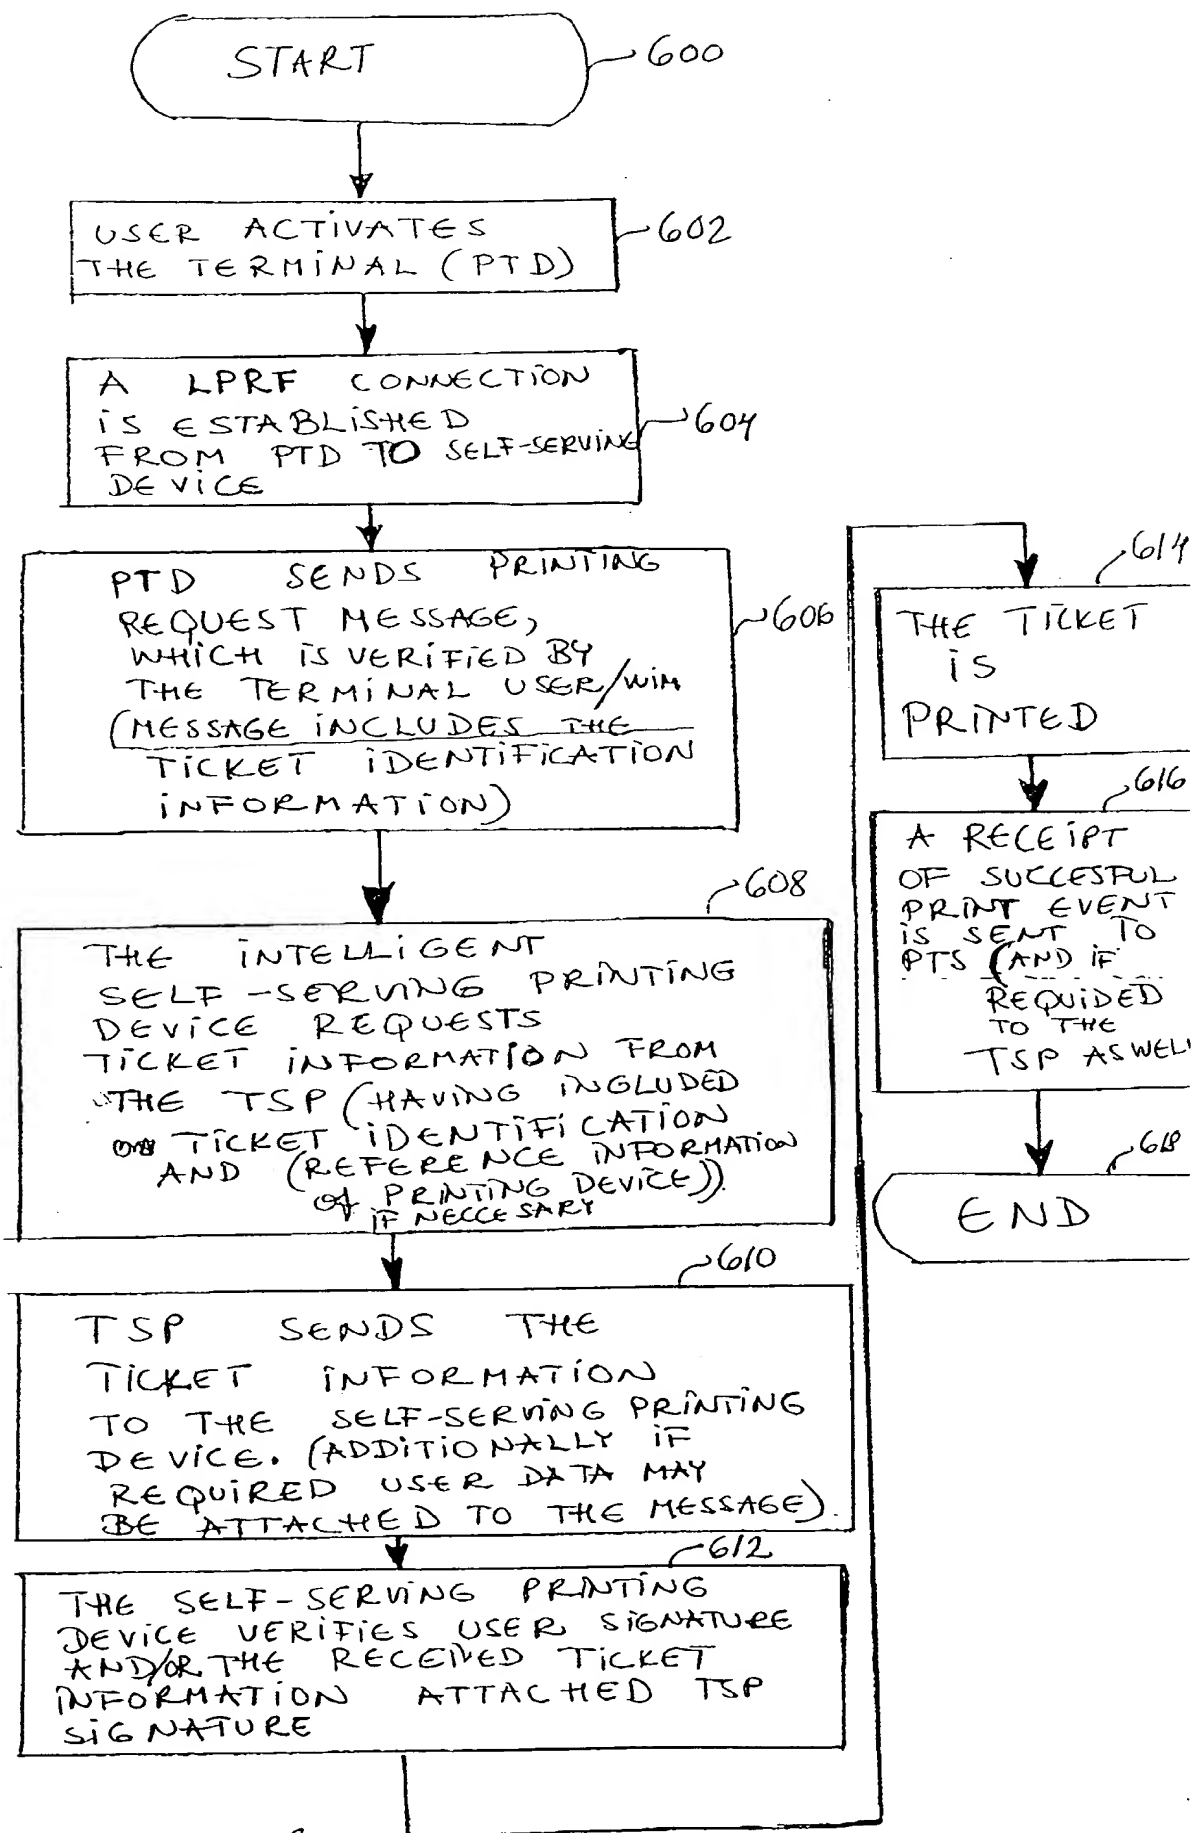 START
600
USER ACTIVATES
THE TERMINAL (PTD)
602
A LPRF CONNECTION
IS ESTABLISHED
FROM PTD TO SELF-SERVING
DEVICE
604
PTD SENDS PRINTING
REQUEST MESSAGE,
WHICH IS VERIFIED BY
THE TERMINAL USER/WIM
(MESSAGE INCLUDES THE
TICKET IDENTIFICATION
INFORMATION)
606
608
THE INTELLIGENT
SELF-SERVING PRINTING
DEVICE REQUESTS
TICKET INFORMATION FROM
THE TSP (HAVING INCLUDED
TICKET IDENTIFICATION
AND (REFERENCE INFORMATION
of PRINTING DEVICE))
IF NECCESARY
610
TSP SENDS THE
TICKET INFORMATION
TO THE SELF-SERVING PRINTING
DEVICE. (ADDITIONALLY IF
REQUIRED USER DATA MAY
BE ATTACHED TO THE MESSAGE).
612
THE SELF-SERVING PRINTING
DEVICE VERIFIES USER SIGNATURE
AND/OR THE RECEIVED TICKET
INFORMATION ATTACHED TSP
SIGNATURE
614
THE TICKET
IS
PRINTED
616
A RECEIPT
OF SUCCESFUL
PRINT EVENT
IS SENT TO
PTS (AND IF
REQUIDED
TO THE
TSP ASWELL
618
END